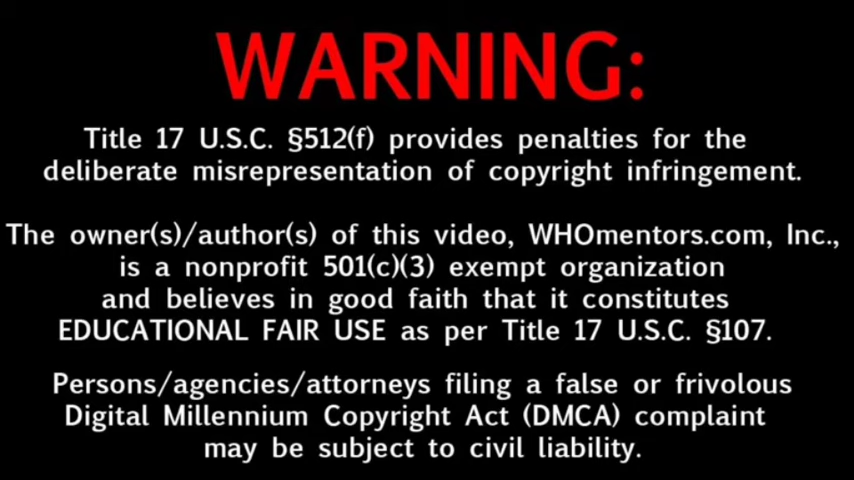 WARNING:
Title 17 U.S.C. §512(f) provides penalties for the
deliberate misrepresentation of copyright infringement.
The owner(s)/author(s) of this video, WHOmentors.com, Inc.,
is a nonprofit 501(c)(3) exempt organization
and believes in good faith that it constitutes
EDUCATIONAL FAIR USE as per Title 17 U.S.C. §107.
Persons/agencies/attorneys filing a false or frivolous
Digital Millennium Copyright Act (DMCA) complaint
may be subject to civil liability.